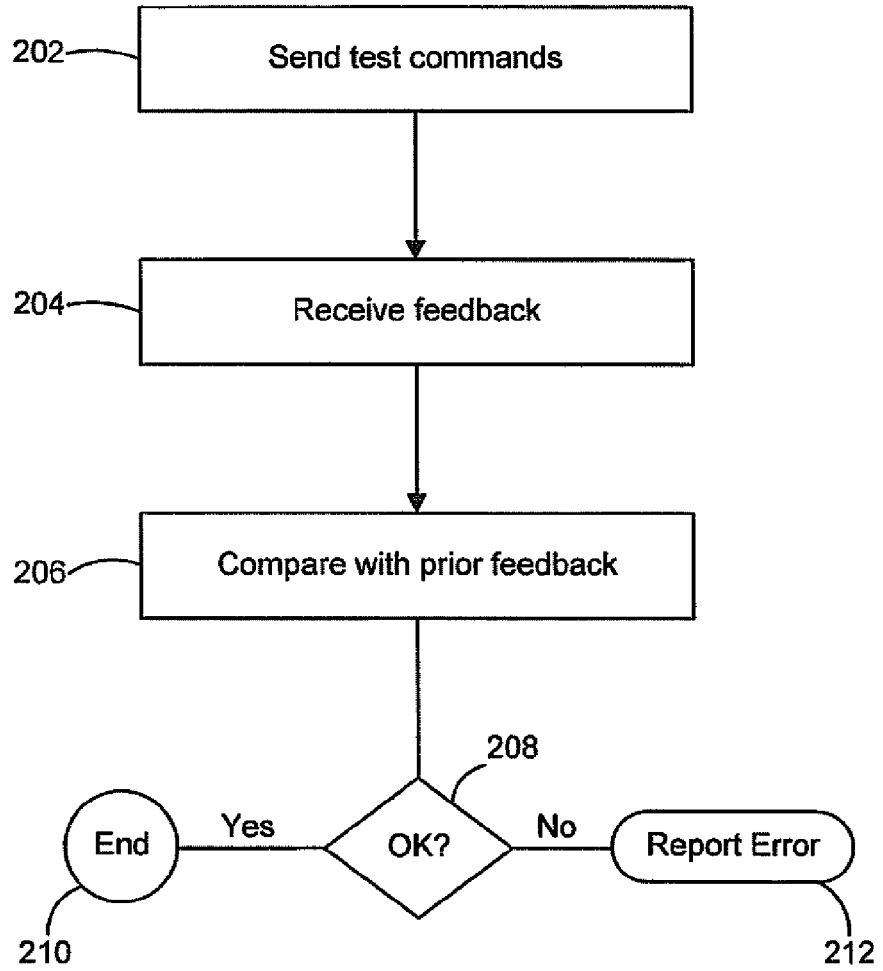 202
Send test commands
204
Receive feedback
206
Compare with prior feedback
208
End
Yes
OK?
No
Report Error
210
212